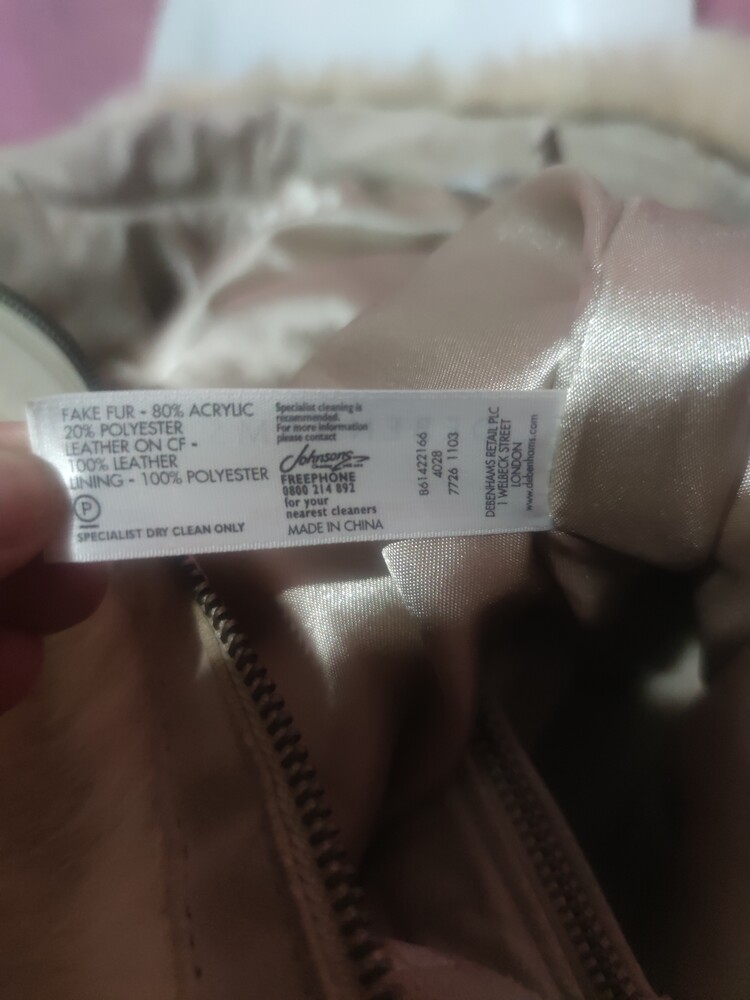 FAKE FUR - 80% ACRYLIC
20% POLYESTER
LEATHER ON CF -
100% LEATHER
LINING - 100% POLYESTER
P
SPECIALIST DRY CLEAN ONLY
Specialist cleaning is
recommended.
For more information
please contact
Johnsons
FREEPHONE
0800 214 892
for your
nearest cleaners
MADE IN CHINA
861422166
4028
7726 1103
DEBENHAMS RETAIL PLC
1 WELBECK STREET
LONDON
www.debenhams.com